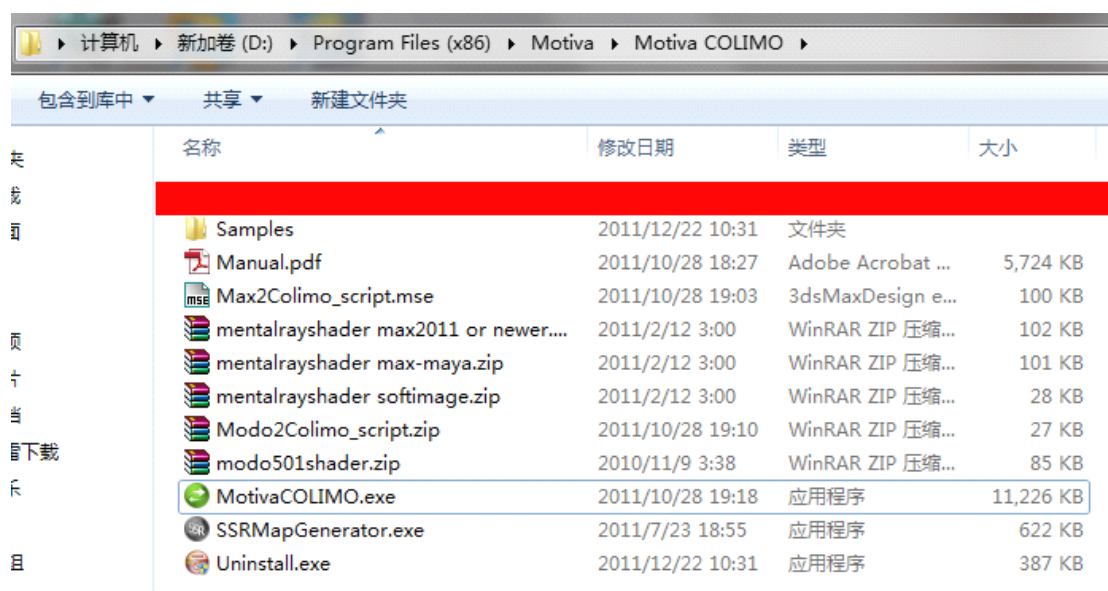 计算机 新加卷 (D:) Program Files (x86) Motiva Motiva COLIMO
包含到库中 共享 新建文件夹
名称 修改日期 类型 大小
Samples 2011/12/22 10:31 文件夹
Manual.pdf 2011/10/28 18:27 Adobe Acrobat ... 5,724 KB
Max2Colimo_script.mse 2011/10/28 19:03 3dsMaxDesign e... 100 KB
mentalrayshader max2011 or newer.... 2011/2/12 3:00 WinRAR ZIP 压缩... 102 KB
mentalrayshader max-maya.zip 2011/2/12 3:00 WinRAR ZIP 压缩... 101 KB
mentalrayshader softimage.zip 2011/2/12 3:00 WinRAR ZIP 压缩... 28 KB
Modo2Colimo_script.zip 2011/10/28 19:10 WinRAR ZIP 压缩... 27 KB
下载
modo501shader.zip 2010/11/9 3:38 WinRAR ZIP 压缩... 85 KB
MotivaCOLIMO.exe 2011/10/28 19:18 应用程序 11,226 KB
SSRMapGenerator.exe 2011/7/23 18:55 应用程序 622 KB
Uninstall.exe 2011/12/22 10:31 应用程序 387 KB